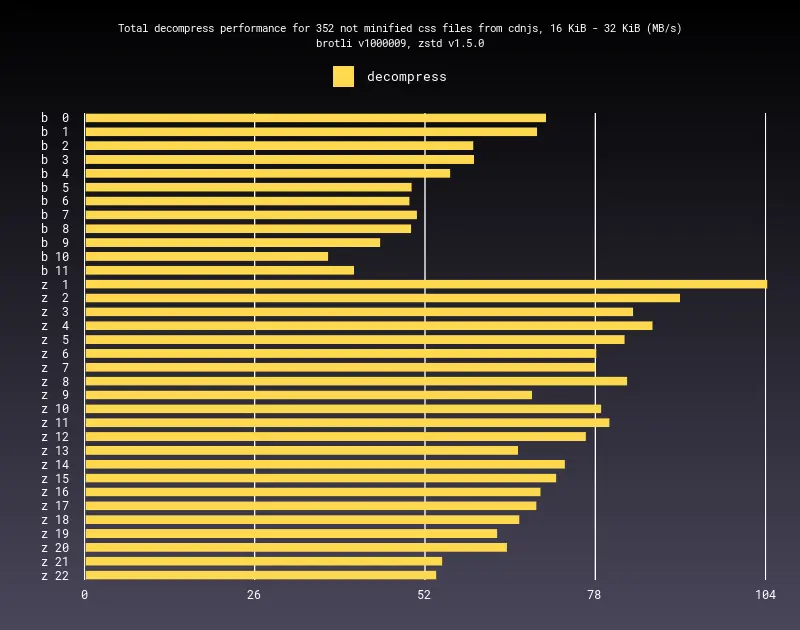 Total decompress performance for 352 not minified css files from cdnjs, 16 KiB - 32 KiB (MB/s)
brotli v1000009, zstd v1.5.0
decompress
b 0
b 1
b 2
b 3
b 4
b 5
b 6
b 7
b 8
b 9
b 10
b 11
z 1
z 2
z 3
z 4
z 5
z 6
z 7
z 8
z 9
z 10
z 11
z 12
z 13
z 14
z 15
z 16
z 17
z 18
z 19
z 20
z 21
z 22
0 26 52 78 104